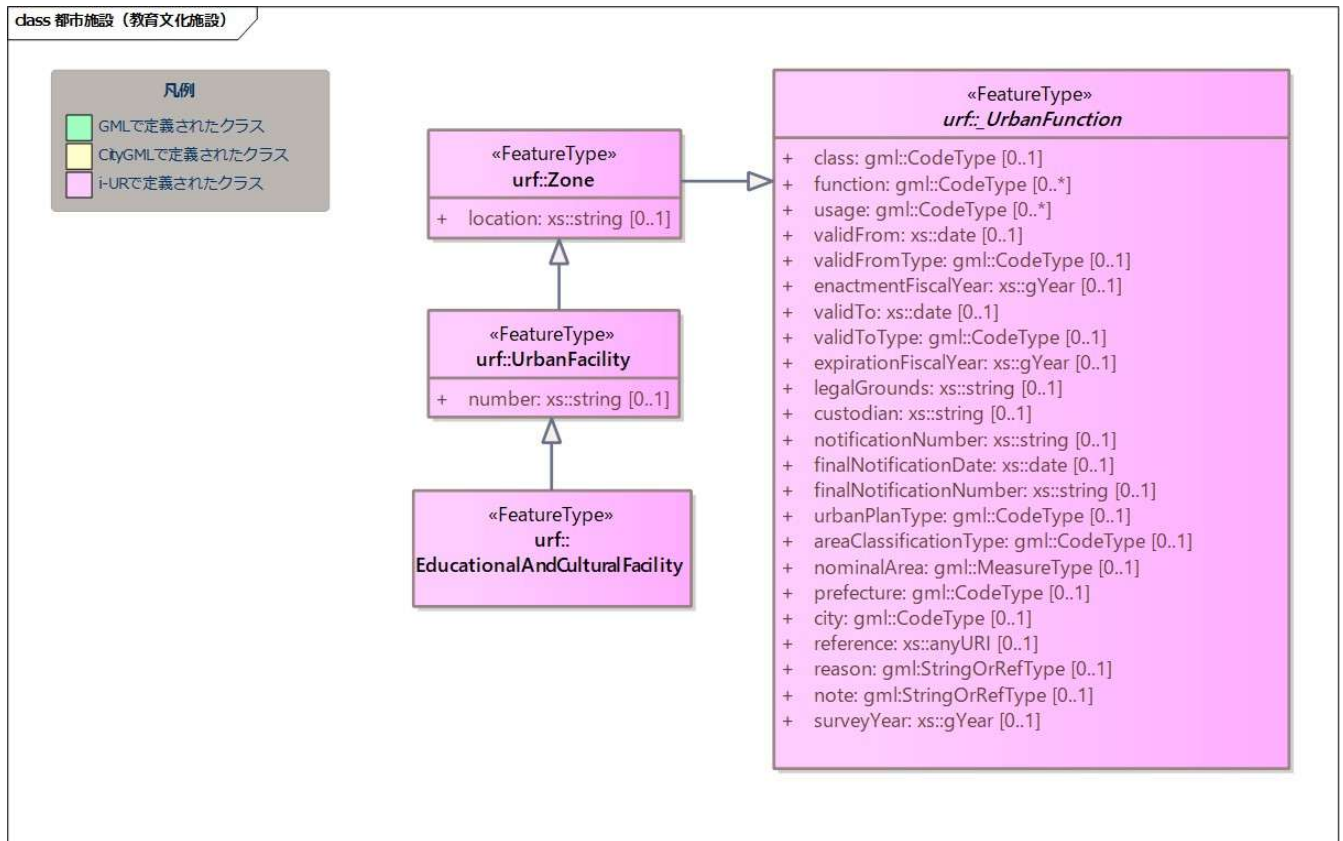 class 都市施設（教育文化施設）
凡例
GMLで定義されたクラス
CityGMLで定義されたクラス
i-URで定義されたクラス
«FeatureType»
urf::Zone
+ location: xs::string [0..1]
«FeatureType»
urf::UrbanFacility
+ number: xs::string [0..1]
«FeatureType»
urf::
EducationalAndCulturalFacility
«FeatureType»
urf::_UrbanFunction
+ class: gml::CodeType [0..1]
+ function: gml::CodeType [0..*]
+ usage: gml::CodeType [0..*]
+ validFrom: xs::date [0..1]
+ validFromType: gml::CodeType [0..1]
+ enactmentFiscalYear: xs::gYear [0..1]
+ validTo: xs::date [0..1]
+ validToType: gml::CodeType [0..1]
+ expirationFiscalYear: xs::gYear [0..1]
+ legalGrounds: xs::string [0..1]
+ custodian: xs::string [0..1]
+ notificationNumber: xs::string [0..1]
+ finalNotificationDate: xs::date [0..1]
+ finalNotificationNumber: xs::string [0..1]
+ urbanPlanType: gml::CodeType [0..1]
+ areaClassificationType: gml::CodeType [0..1]
+ nominalArea: gml::MeasureType [0..1]
+ prefecture: gml::CodeType [0..1]
+ city: gml::CodeType [0..1]
+ reference: xs::anyURI [0..1]
+ reason: gml:StringOrRefType [0..1]
+ note: gml:StringOrRefType [0..1]
+ surveyYear: xs::gYear [0..1]